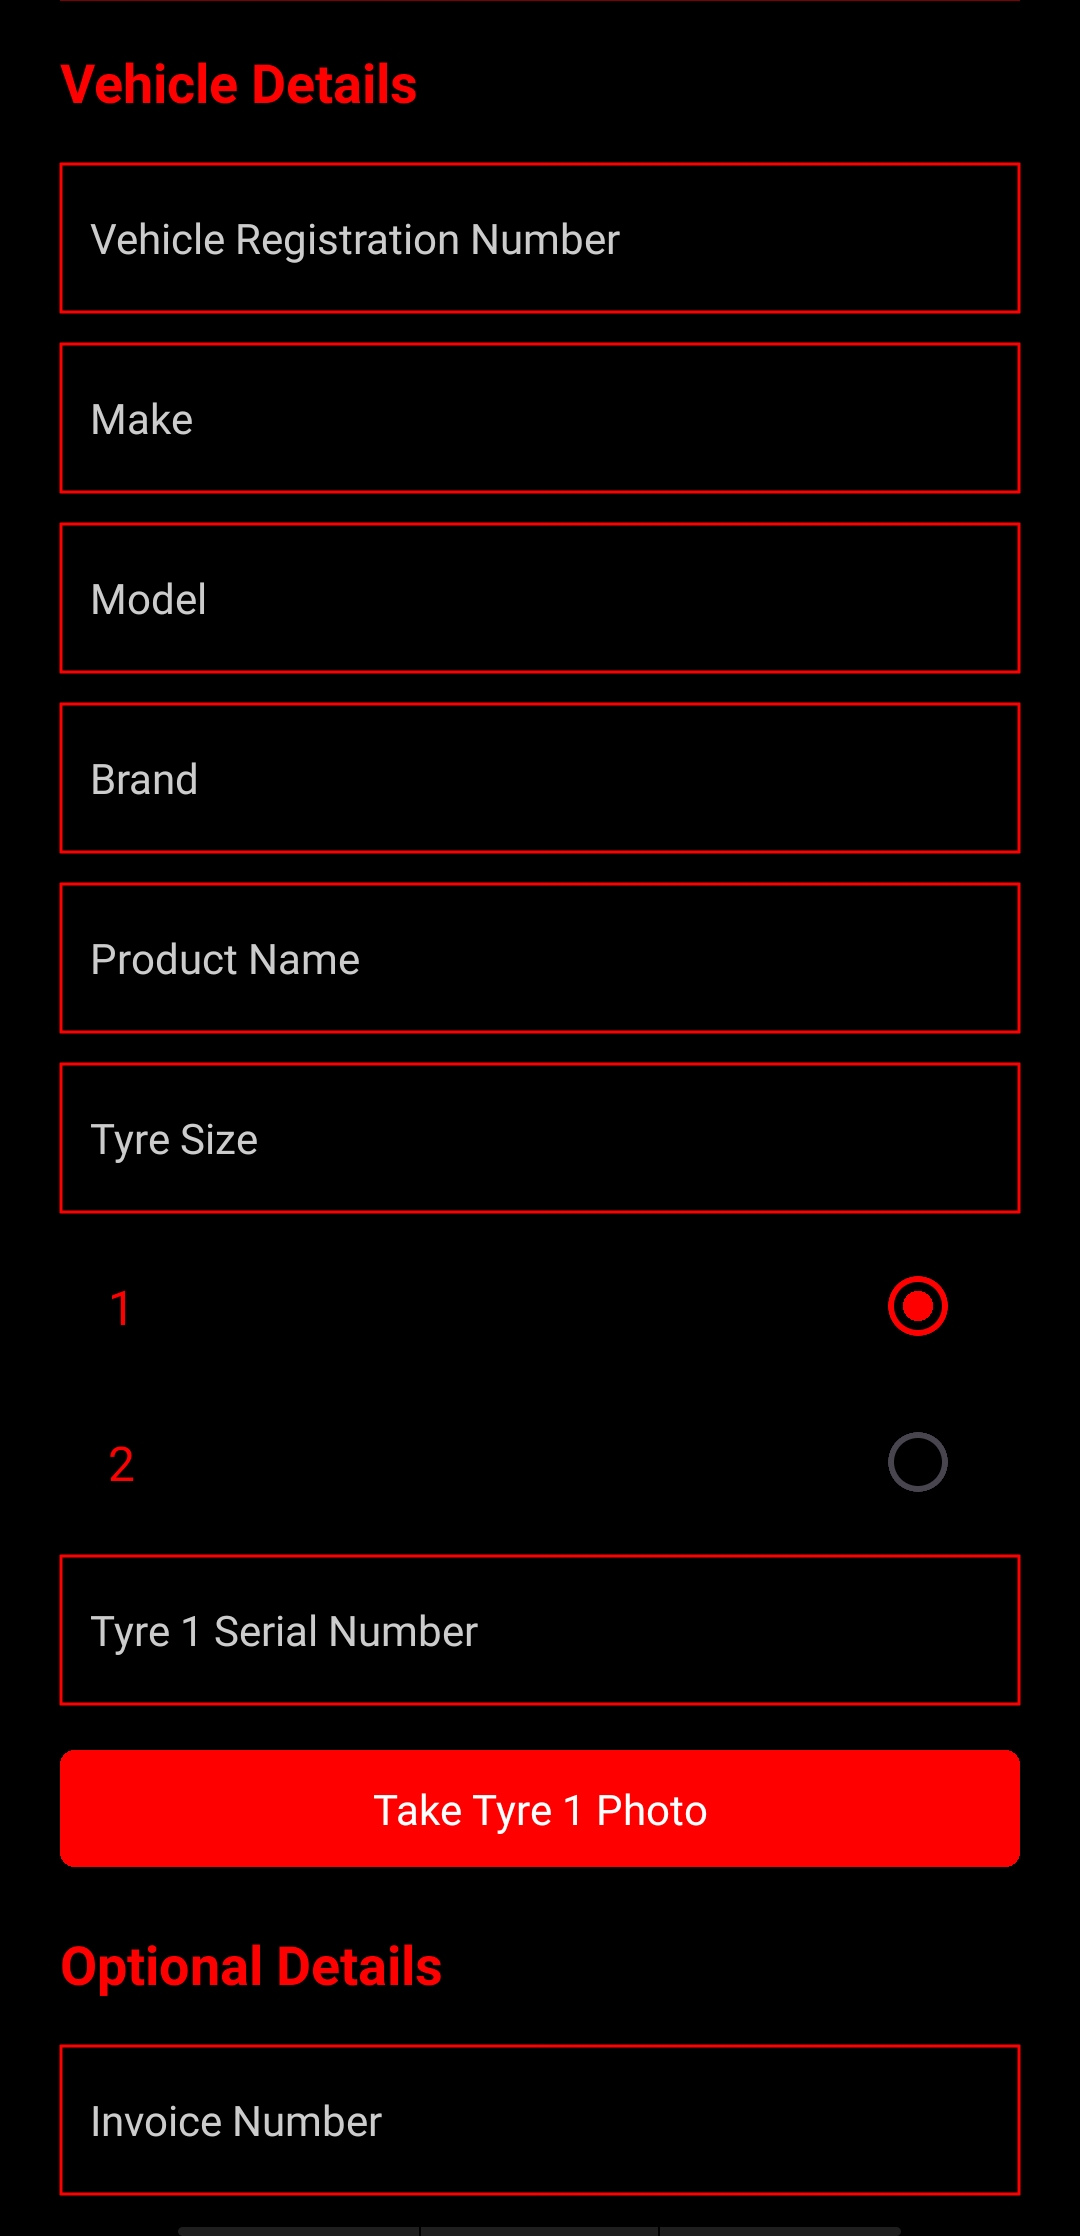 Vehicle Details
Vehicle Registration Number
Make
Model
Brand
Product Name
Tyre Size
1
2
Tyre 1 Serial Number
Take Tyre 1 Photo
Optional Details
Invoice Number